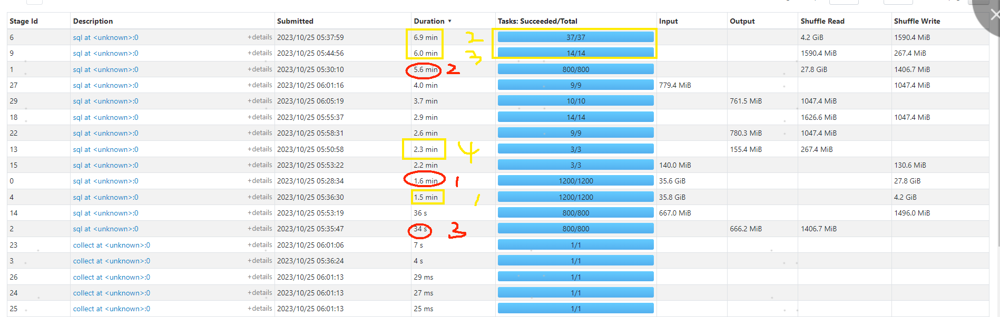 Stage Id Description Submitted Duration ▼ Tasks: Succeeded/Total Input Output Shuffle Read Shuffle Write
6 sql at <unknown>:0 +details 2023/10/25 05:37:59 6.9 min 2 37/37 4.2 GiB 1590.4 MiB
9 sql at <unknown>:0 +details 2023/10/25 05:44:56 6.0 min 3 14/14 1590.4 MiB 267.4 MiB
1 sql at <unknown>:0 +details 2023/10/25 05:30:10 5.6 min 2 800/800 27.8 GiB 1406.7 MiB
27 sql at <unknown>:0 +details 2023/10/25 06:01:16 4.0 min 9/9 779.4 MiB 1047.4 MiB
29 sql at <unknown>:0 +details 2023/10/25 06:05:19 3.7 min 10/10 761.5 MiB 1047.4 MiB
18 sql at <unknown>:0 +details 2023/10/25 05:55:37 2.9 min 14/14 1626.6 MiB 1047.4 MiB
22 sql at <unknown>:0 +details 2023/10/25 05:58:31 2.6 min 9/9 780.3 MiB 1047.4 MiB
13 sql at <unknown>:0 +details 2023/10/25 05:50:58 2.3 min 4 3/3 155.4 MiB 267.4 MiB
15 sql at <unknown>:0 +details 2023/10/25 05:53:22 2.2 min 3/3 140.0 MiB 130.6 MiB
0 sql at <unknown>:0 +details 2023/10/25 05:28:34 1.6 min 1 1200/1200 35.6 GiB 27.8 GiB
4 sql at <unknown>:0 +details 2023/10/25 05:36:30 1.5 min 1 1200/1200 35.8 GiB 4.2 GiB
14 sql at <unknown>:0 +details 2023/10/25 05:53:19 36 s 800/800 667.0 MiB 1496.0 MiB
2 sql at <unknown>:0 +details 2023/10/25 05:35:47 34 s 3 800/800 666.2 MiB 1406.7 MiB
23 collect at <unknown>:0 +details 2023/10/25 06:01:06 7 s 1/1
3 collect at <unknown>:0 +details 2023/10/25 05:36:24 4 s 1/1
26 collect at <unknown>:0 +details 2023/10/25 06:01:13 29 ms 1/1
24 collect at <unknown>:0 +details 2023/10/25 06:01:13 27 ms 1/1
25 collect at <unknown>:0 +details 2023/10/25 06:01:13 25 ms 1/1